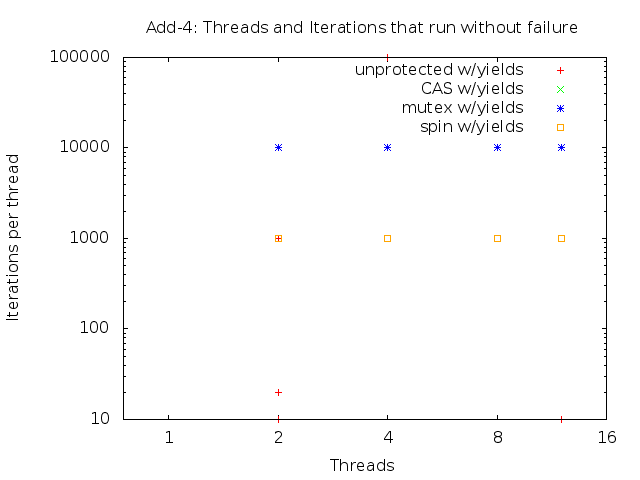 Add-4: Threads and Iterations that run without failure
100000
10000
1000
100
10
Iterations per thread
unprotected w/yields
CAS w/yields
mutex w/yields
spin w/yields
1 2 4 8 16
Threads